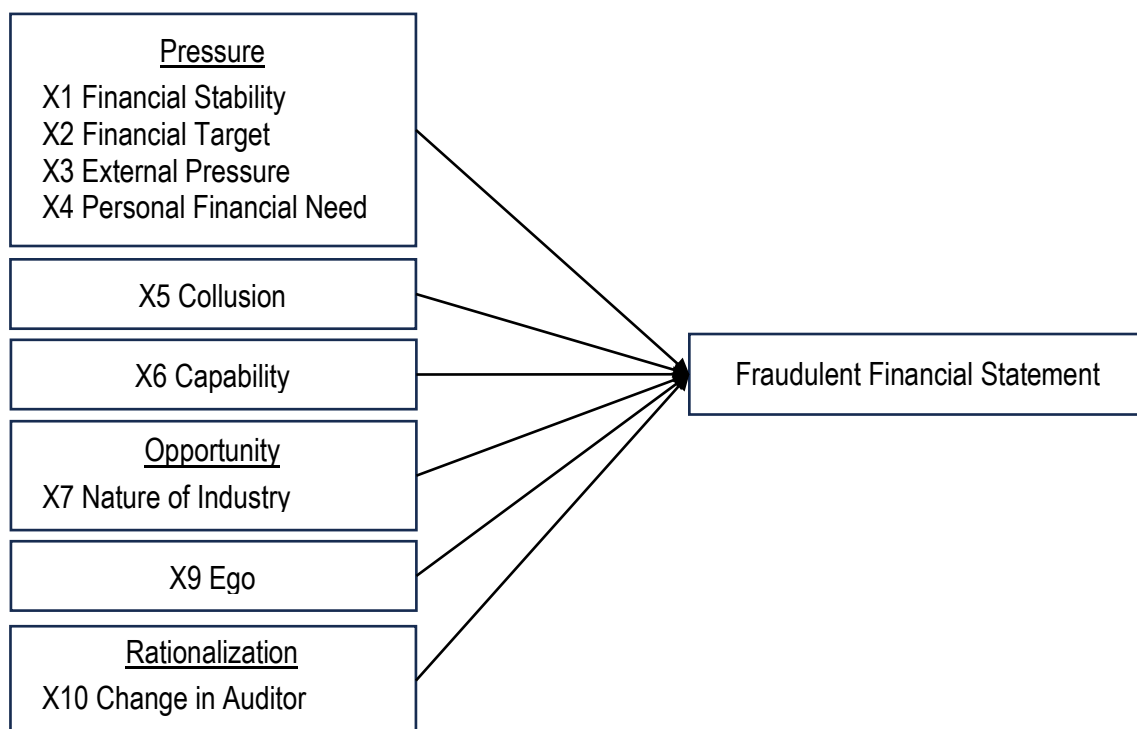 Pressure
X1 Financial Stability
X2 Financial Target
X3 External Pressure
X4 Personal Financial Need
X5 Collusion
X6 Capability
Opportunity
X7 Nature of Industry
X9 Ego
Rationalization
X10 Change in Auditor
Fraudulent Financial Statement